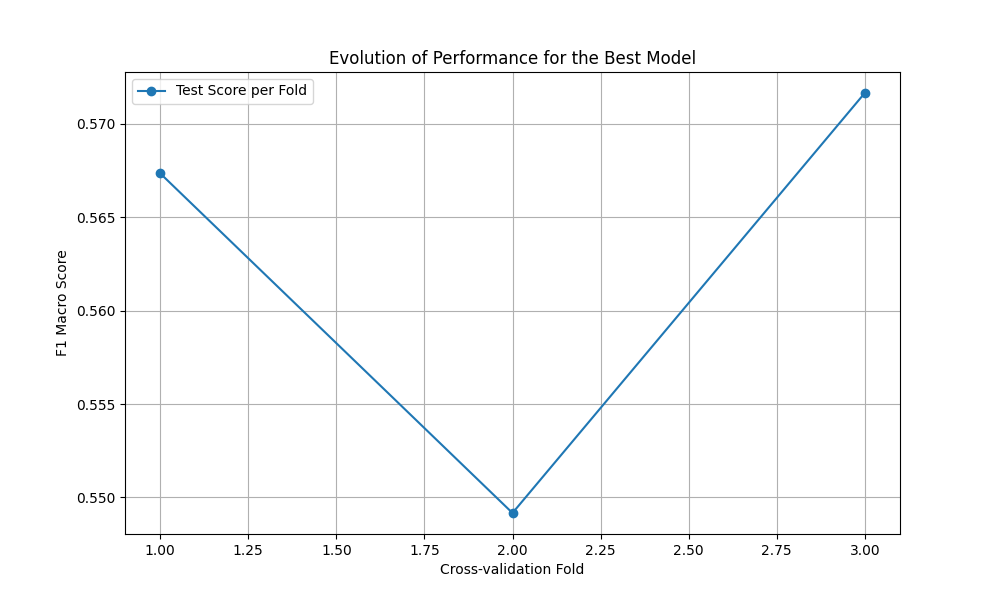 Evolution of Performance for the Best Model
Test Score per Fold
0.570
0.565
0.560
0.555
0.550
F1 Macro Score
1.00 1.25 1.50 1.75 2.00 2.25 2.50 2.75 3.00
Cross-validation Fold